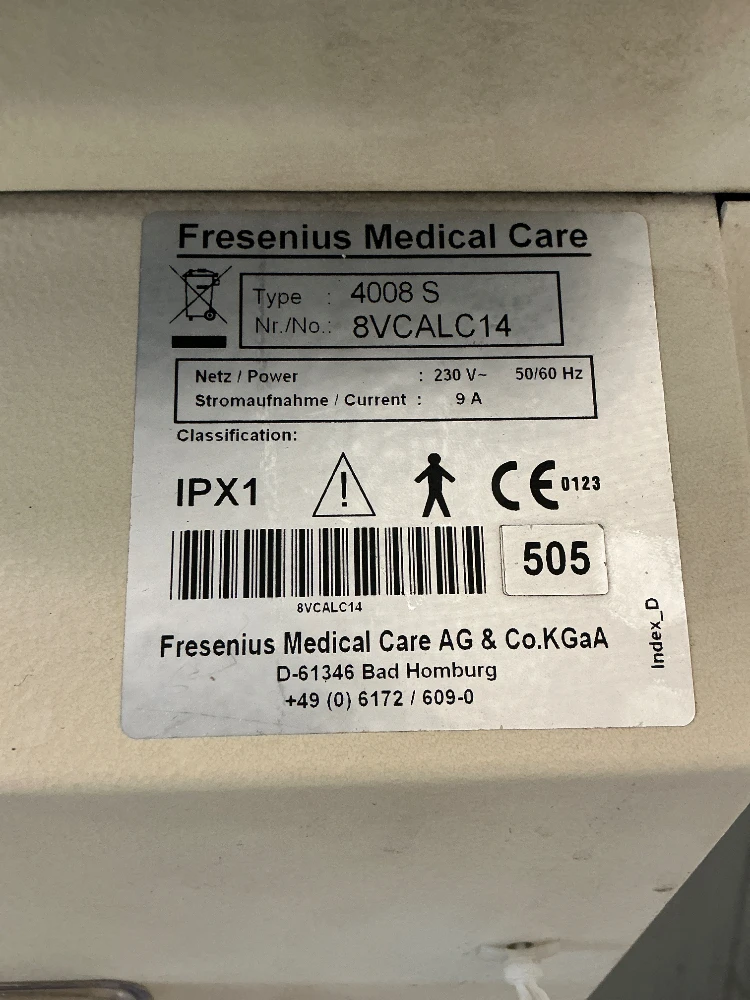 Fresenius Medical Care
Type : 4008 S
Nr./No.: 8VCALC14
Netz / Power : 230 V~ 50/60 Hz
Stromaufnahme / Current : 9 A
Classification:
IPX1 ! CE 0123
505
8VCALC14
Fresenius Medical Care AG & Co.KGaA
D-61346 Bad Homburg
+49 (0) 6172 / 609-0
Index_D